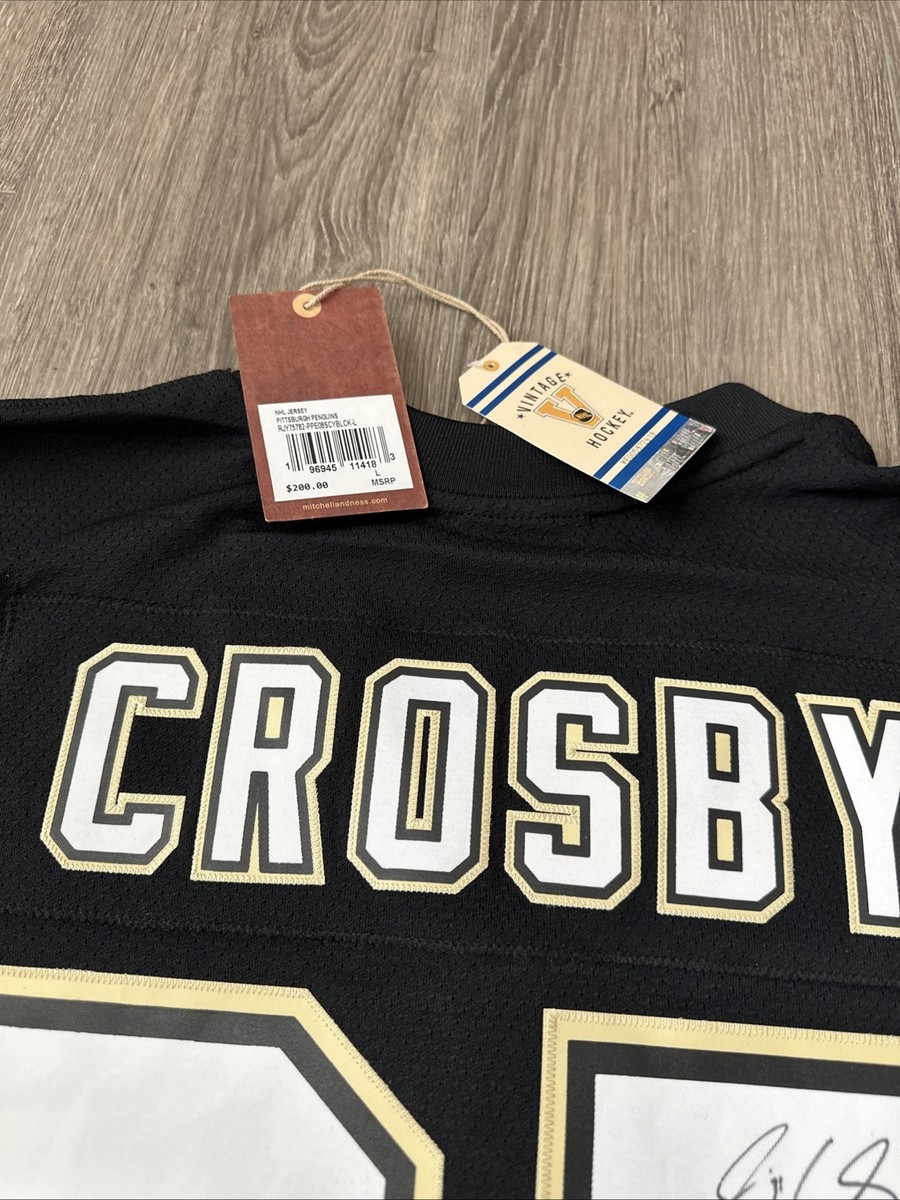 NHL JERSEY
PITTSBURGH PENGUINS
RJY75782-PPE08SCYBLCK-L
1 96945 11418 3
L
$200.00 MSRP
mitchellandness.com
★VINTAGE★
V
HOCKEY
CROSBY